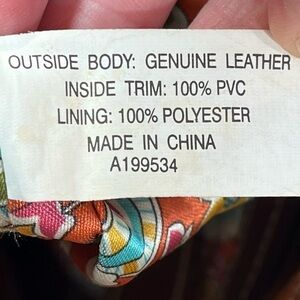 OUTSIDE BODY: GENUINE LEATHER
INSIDE TRIM: 100% PVC
LINING: 100% POLYESTER
MADE IN CHINA
A199534